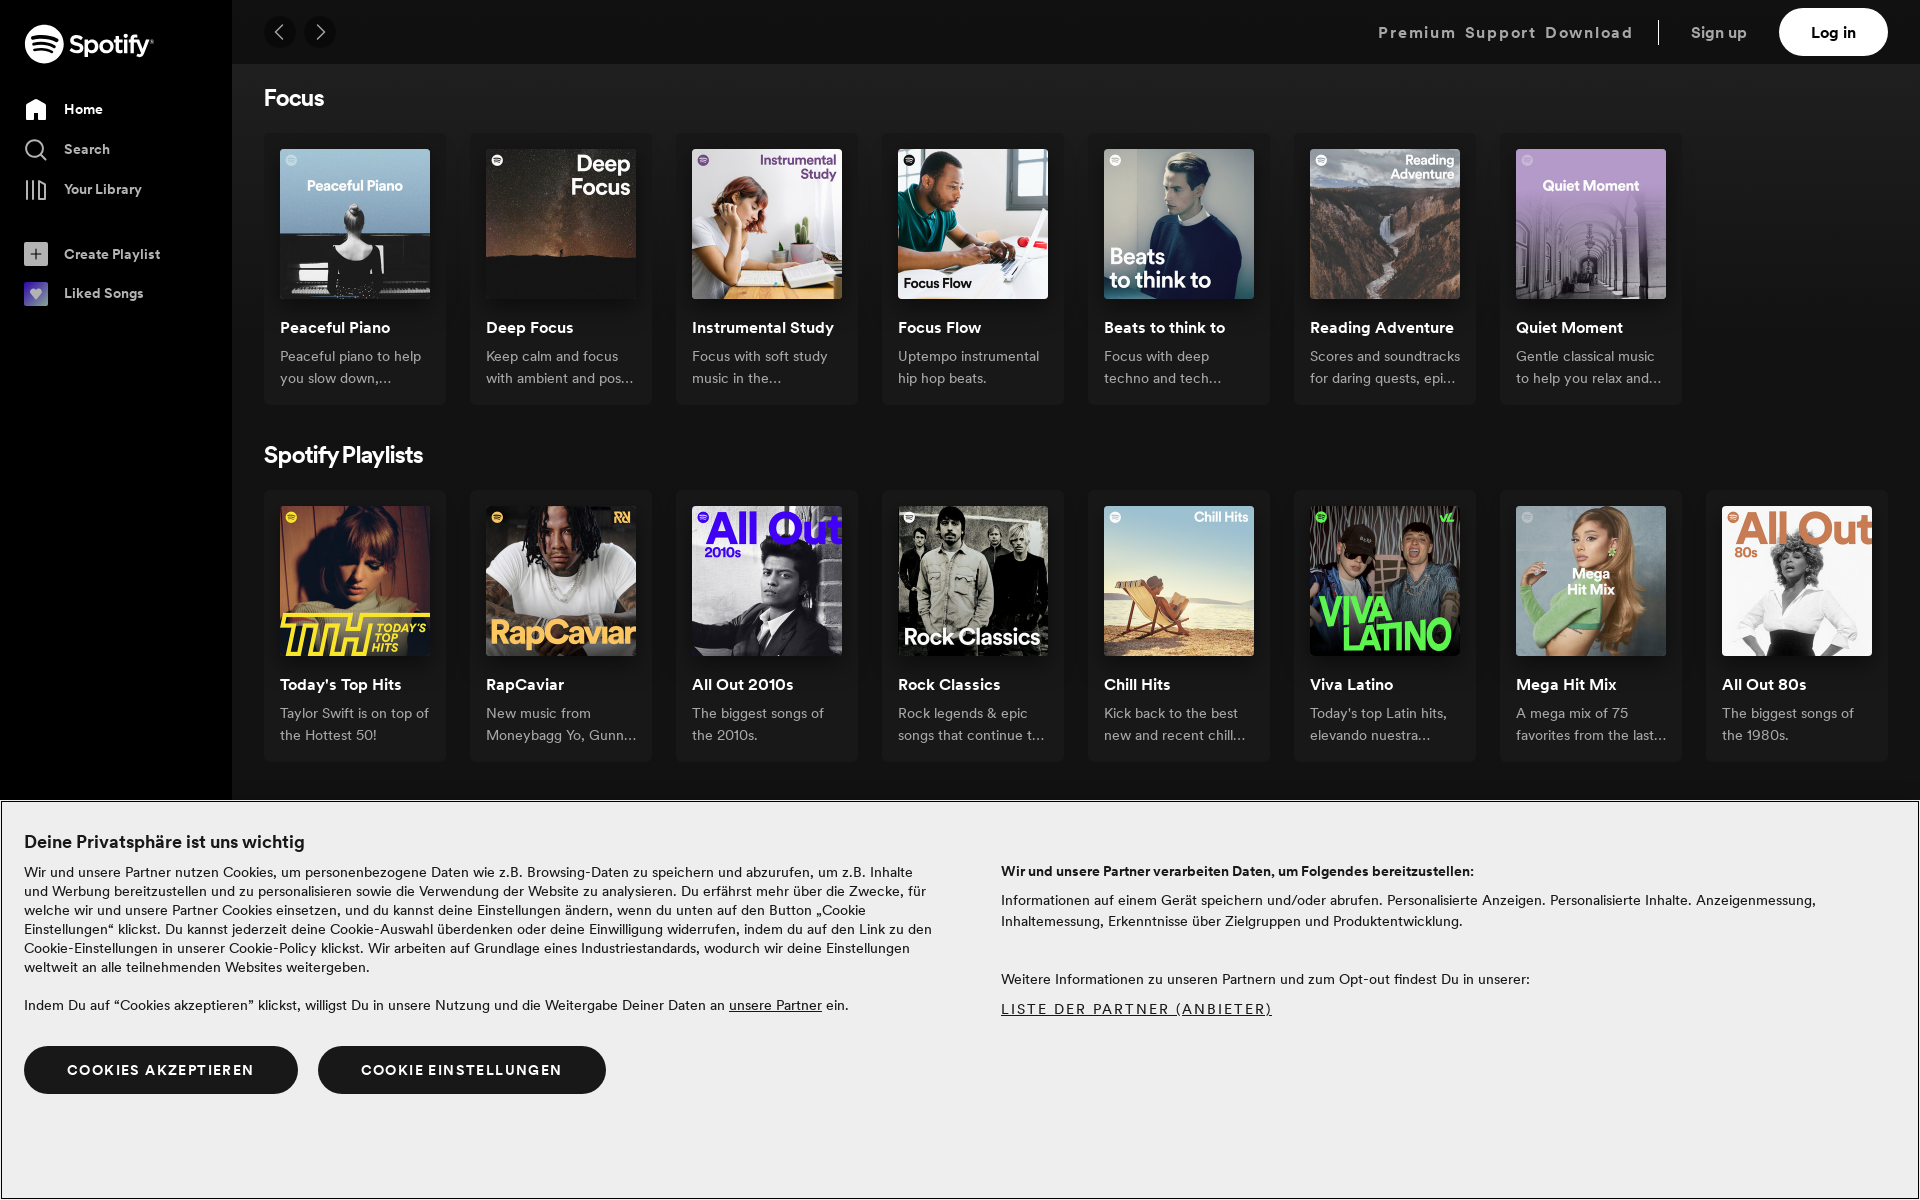 Spotify
Home
Search
Your Library
Create Playlist
Liked Songs
Premium Support Download
Sign up
Log in
Focus
Peaceful Piano
Deep
Focus
Instrumental
Study
Focus Flow
Beats
to think to
Reading
Adventure
Quiet Moment
Peaceful Piano
Peaceful piano to help
you slow down,...
Deep Focus
Keep calm and focus
with ambient and pos...
Instrumental Study
Focus with soft study
music in the...
Focus Flow
Uptempo instrumental
hip hop beats.
Beats to think to
Focus with deep
techno and tech...
Reading Adventure
Scores and soundtracks
for daring quests, epi...
Quiet Moment
Gentle classical music
to help you relax and...
Spotify Playlists
TTH TODAY'S
TOP
HITS
RapCaviar
All Out
2010s
Rock Classics
Chill Hits
VIVA
LATINO
Mega
Hit Mix
All Out
80s
Today's Top Hits
Taylor Swift is on top of
the Hottest 50!
RapCaviar
New music from
Moneybagg Yo, Gunn...
All Out 2010s
The biggest songs of
the 2010s.
Rock Classics
Rock legends & epic
songs that continue t...
Chill Hits
Kick back to the best
new and recent chill...
Viva Latino
Today's top Latin hits,
elevando nuestra...
Mega Hit Mix
A mega mix of 75
favorites from the last...
All Out 80s
The biggest songs of
the 1980s.
Deine Privatsphäre ist uns wichtig
Wir und unsere Partner nutzen Cookies, um personenbezogene Daten wie z.B. Browsing-Daten zu speichern und abzurufen, um z.B. Inhalte
und Werbung bereitzustellen und zu personalisieren sowie die Verwendung der Website zu analysieren. Du erfährst mehr über die Zwecke, für
welche wir und unsere Partner Cookies einsetzen, und du kannst deine Einstellungen ändern, wenn du unten auf den Button „Cookie
Einstellungen“ klickst. Du kannst jederzeit deine Cookie-Auswahl überdenken oder deine Einwilligung widerrufen, indem du auf den Link zu den
Cookie-Einstellungen in unserer Cookie-Policy klickst. Wir arbeiten auf Grundlage eines Industriestandards, wodurch wir deine Einstellungen
weltweit an alle teilnehmenden Websites weitergeben.
Indem Du auf “Cookies akzeptieren” klickst, willigst Du in unsere Nutzung und die Weitergabe Deiner Daten an unsere Partner ein.
COOKIES AKZEPTIEREN
COOKIE EINSTELLUNGEN
Wir und unsere Partner verarbeiten Daten, um Folgendes bereitzustellen:
Informationen auf einem Gerät speichern und/oder abrufen. Personalisierte Anzeigen. Personalisierte Inhalte. Anzeigenmessung,
Inhaltemessung, Erkenntnisse über Zielgruppen und Produktentwicklung.
Weitere Informationen zu unseren Partnern und zum Opt-out findest Du in unserer:
LISTE DER PARTNER (ANBIETER)